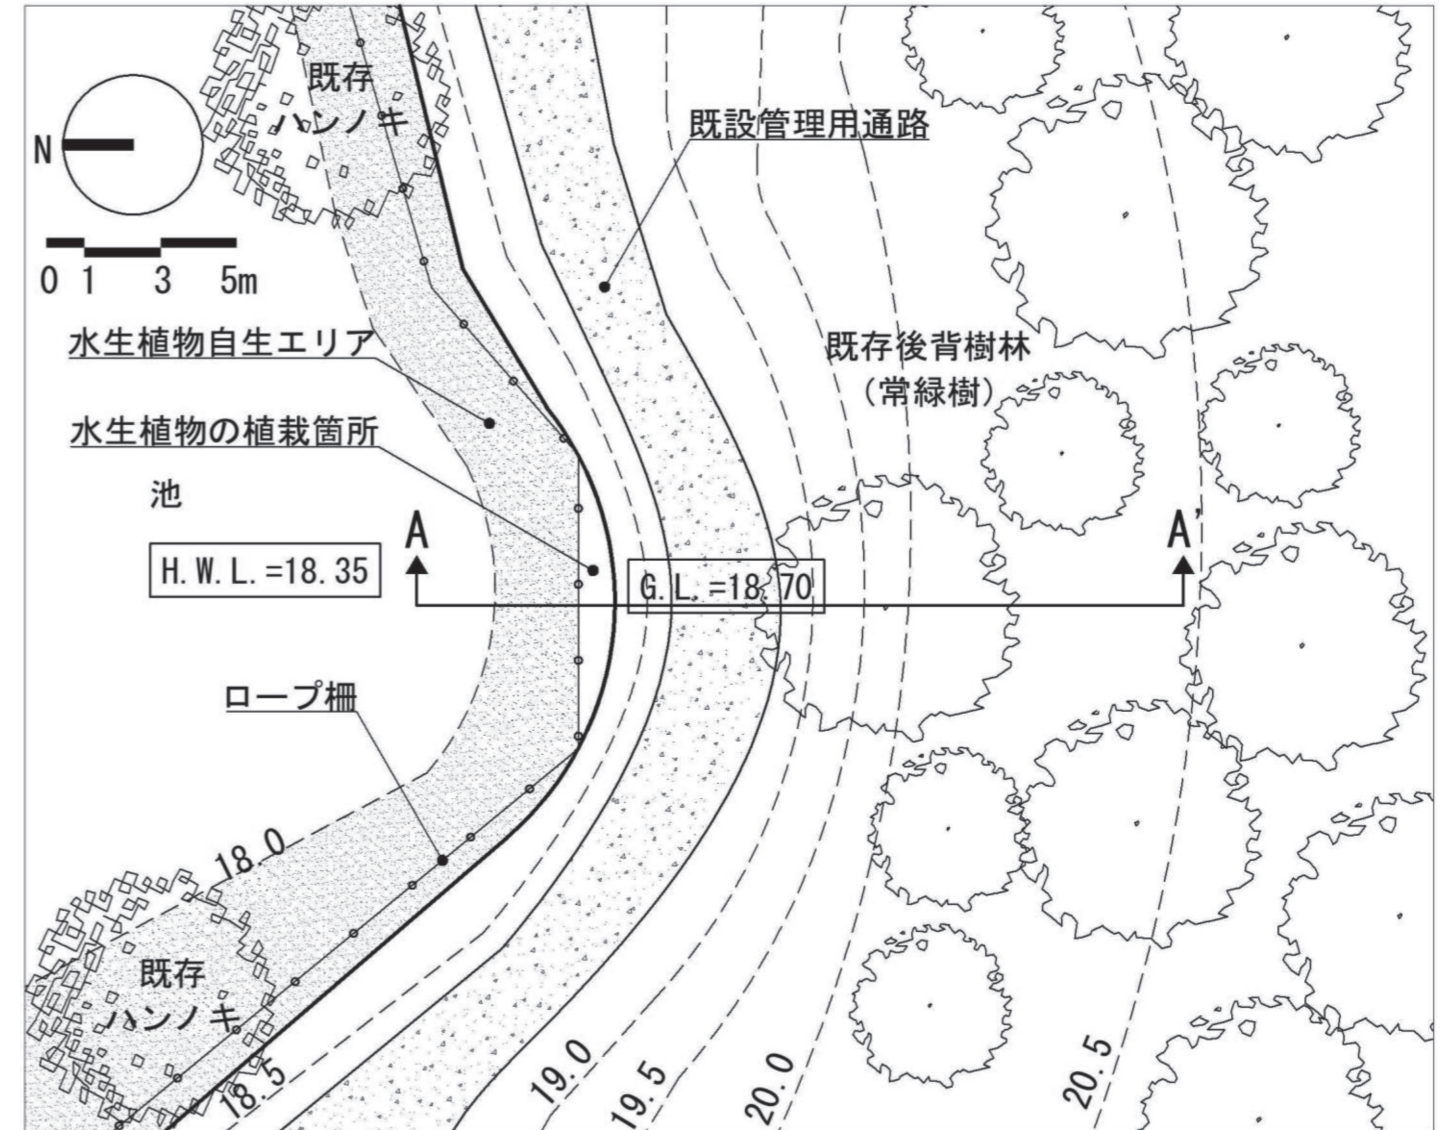 既存
ハンノキ
既設管理用通路
N
0 1 3 5m
水生植物自生エリア
既存後背樹林
(常緑樹)
水生植物の植栽箇所
池
A
A'
H.W.L.=18.35
G.L.=18.70
ロープ柵
18.0
既存
ハンノキ
18.5
19.0
19.5
20.0
20.5